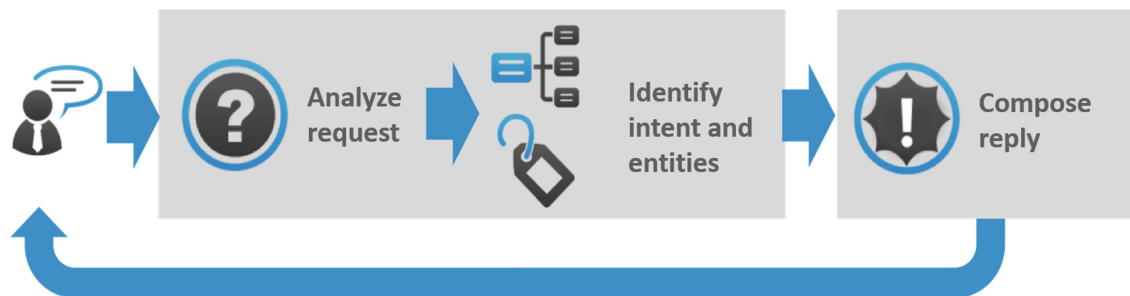 Analyze
request
Identify
intent and
entities
Compose
reply